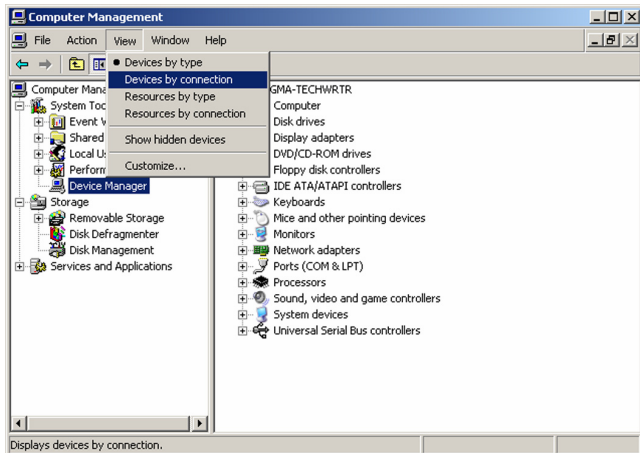 Computer Management
File Action View Window Help
Devices by type
Devices by connection
Resources by type
Resources by connection
Show hidden devices
Customize...
Computer Mana
System Too
Event V
Shared
Local Us
Perform
Device Manager
Storage
Removable Storage
Disk Defragmenter
Disk Management
Services and Applications
GMA-TECHWRTR
Computer
Disk drives
Display adapters
DVD/CD-ROM drives
Floppy disk controllers
IDE ATA/ATAPI controllers
Keyboards
Mice and other pointing devices
Monitors
Network adapters
Ports (COM & LPT)
Processors
Sound, video and game controllers
System devices
Universal Serial Bus controllers
Displays devices by connection.